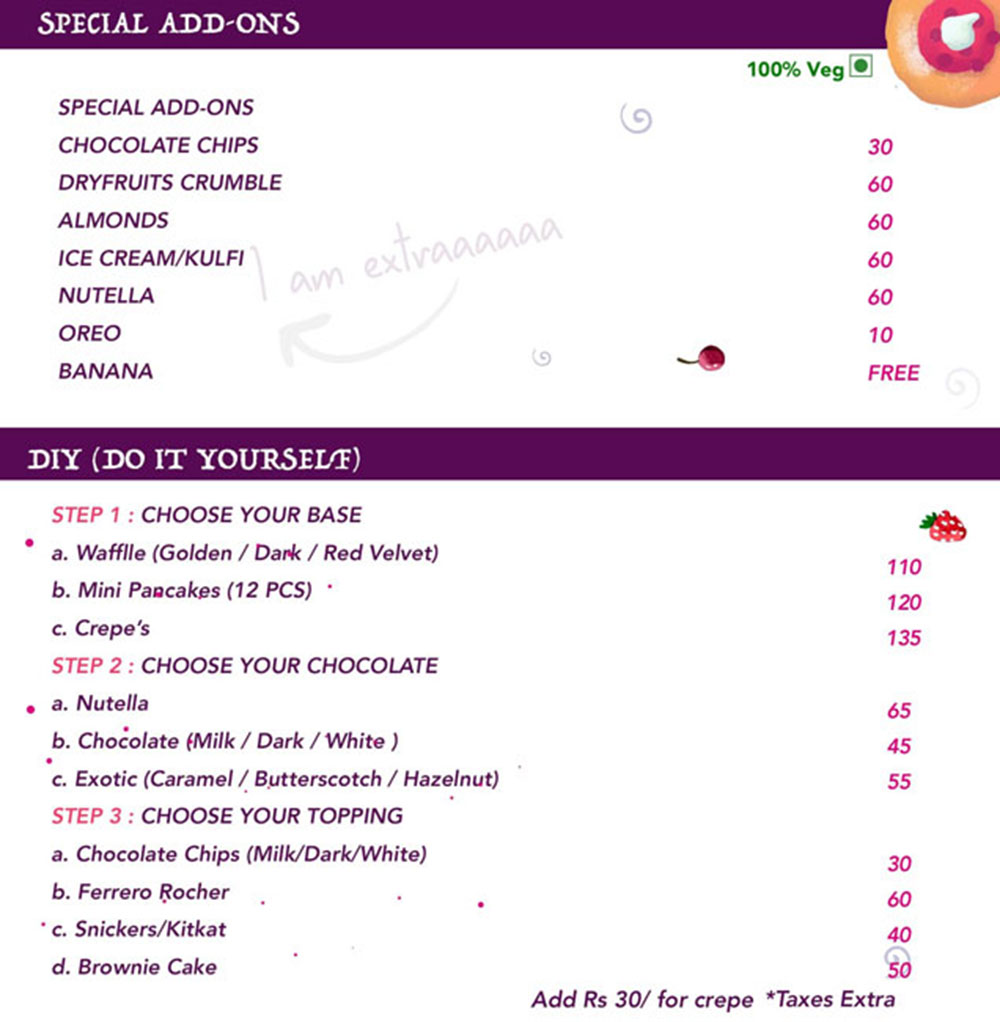 SPECIAL ADD-ONS
100% Veg
SPECIAL ADD-ONS
CHOCOLATE CHIPS 30
DRYFRUITS CRUMBLE 60
ALMONDS 60
ICE CREAM/KULFI 60
I am extraaaaaa
NUTELLA 60
OREO 10
BANANA FREE
DIY (DO IT YOURSELF)
STEP 1 : CHOOSE YOUR BASE
a. Wafflle (Golden / Dark / Red Velvet) 110
b. Mini Pancakes (12 PCS) 120
c. Crepe's 135
STEP 2 : CHOOSE YOUR CHOCOLATE
a. Nutella 65
b. Chocolate (Milk / Dark / White ) 45
c. Exotic (Caramel / Butterscotch / Hazelnut) 55
STEP 3 : CHOOSE YOUR TOPPING
a. Chocolate Chips (Milk/Dark/White) 30
b. Ferrero Rocher 60
c. Snickers/Kitkat 40
d. Brownie Cake 50
Add Rs 30/ for crepe *Taxes Extra